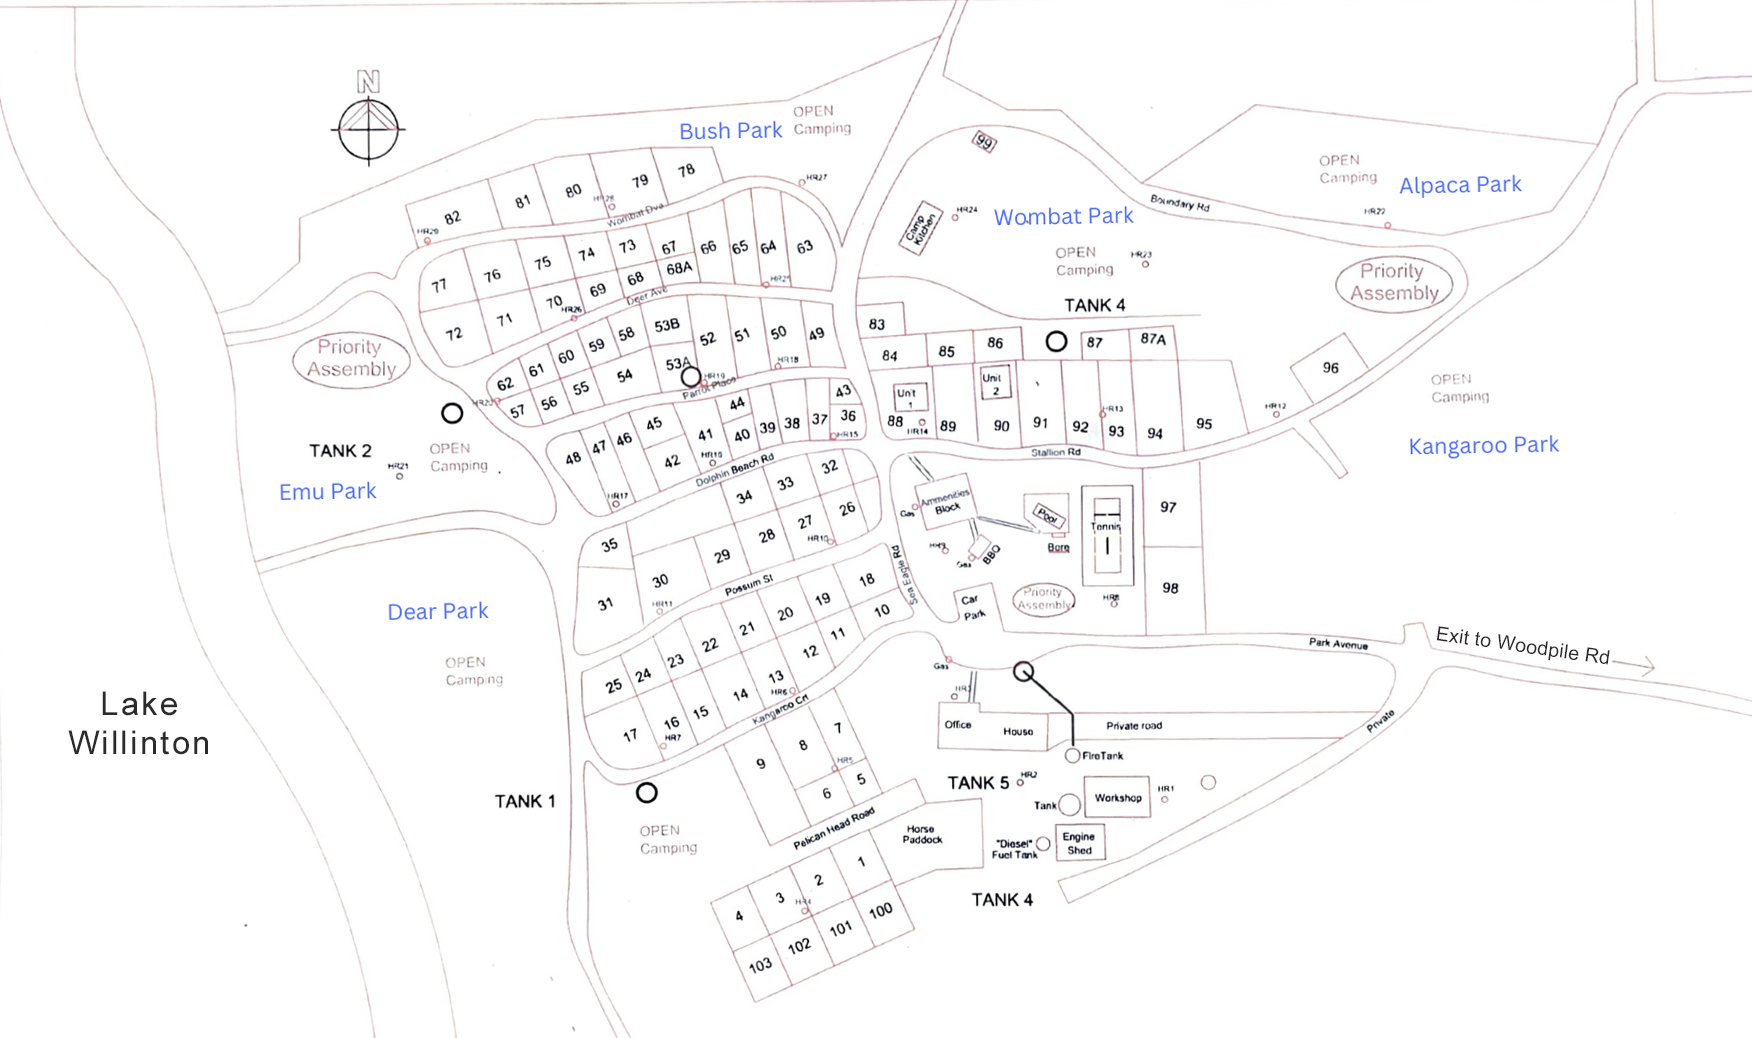 N
OPEN
Camping
Bush Park
99
HR27
OPEN
Camping
Alpaca Park
78
79
80
81
82
HR28
Wombat Dve
HR29
Camp
Kitchen
HR24
Wombat Park
Boundary Rd
HR22
OPEN
Camping
HR23
Priority
Assembly
TANK 4
77
76
75
74
73
67
66
65
64
63
68A
68
69
70
71
72
HR25
HR26
Deer Ave
Priority
Assembly
62
61
60
59
58
53B
52
51
50
49
53A
54
55
56
57
HR18
HR19
HR20
Parrot Place
83
84
85
86
87
87A
96
OPEN
Camping
Unit
1
Unit
2
88
89
90
91
92
93
94
95
HR14
HR13
HR12
Kangaroo Park
TANK 2
OPEN
Camping
HR21
Emu Park
48
47
46
45
44
43
42
41
40
39
38
37
36
HR15
HR16
HR17
Dolphin Beach Rd
Stallion Rd
35
34
33
32
31
30
29
28
27
26
HR10
HR11
Possum St
Sea Eagle Rd
Gas
Ammenities
Block
Pool
Tennis
Bore
HR9
Gas
BBQ
97
98
HR8
Priority
Assembly
Car
Park
Dear Park
OPEN
Camping
25
24
23
22
21
20
19
18
17
16
15
14
13
12
11
10
HR6
HR7
Kangaroo Crt
Park Avenue
Exit to Woodpile Rd
Gas
HR3
Office
House
Private road
Private
Lake
Willinton
9
8
7
6
5
HR5
FireTank
TANK 5
HR2
Tank
Workshop
HR1
TANK 1
OPEN
Camping
Pelican Head Road
Horse
Paddock
"Diesel"
Fuel Tank
Engine
Shed
TANK 4
4
3
2
1
HR4
103
102
101
100